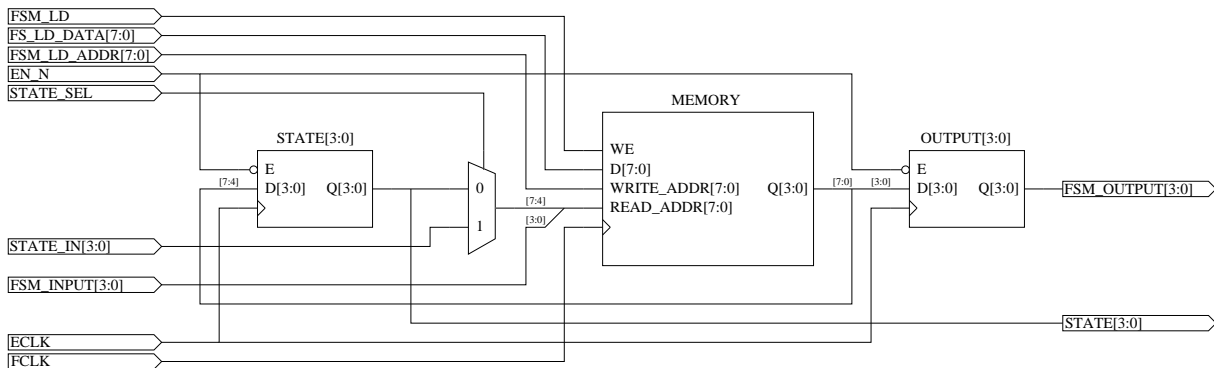 FSM_LD
FS_LD_DATA[7:0]
FSM_LD_ADDR[7:0]
EN_N
STATE_SEL
MEMORY
STATE[3:0]
OUTPUT[3:0]
WE
E
D[7:0]
E
[7:4]
D[3:0]
Q[3:0]
0
WRITE_ADDR[7:0]
Q[3:0]
[7:0]
[3:0]
D[3:0]
Q[3:0]
FSM_OUTPUT[3:0]
[7:4]
READ_ADDR[7:0]
[3:0]
1
STATE_IN[3:0]
FSM_INPUT[3:0]
STATE[3:0]
ECLK
FCLK